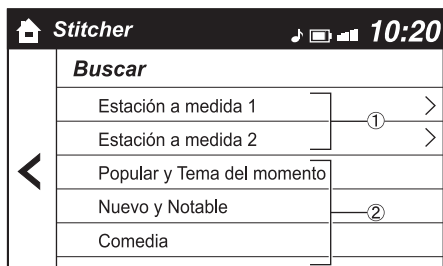 Stitcher 10:20
Buscar
Estación a medida 1
①
Estación a medida 2
Popular y Tema del momento
Nuevo y Notable
②
Comedia